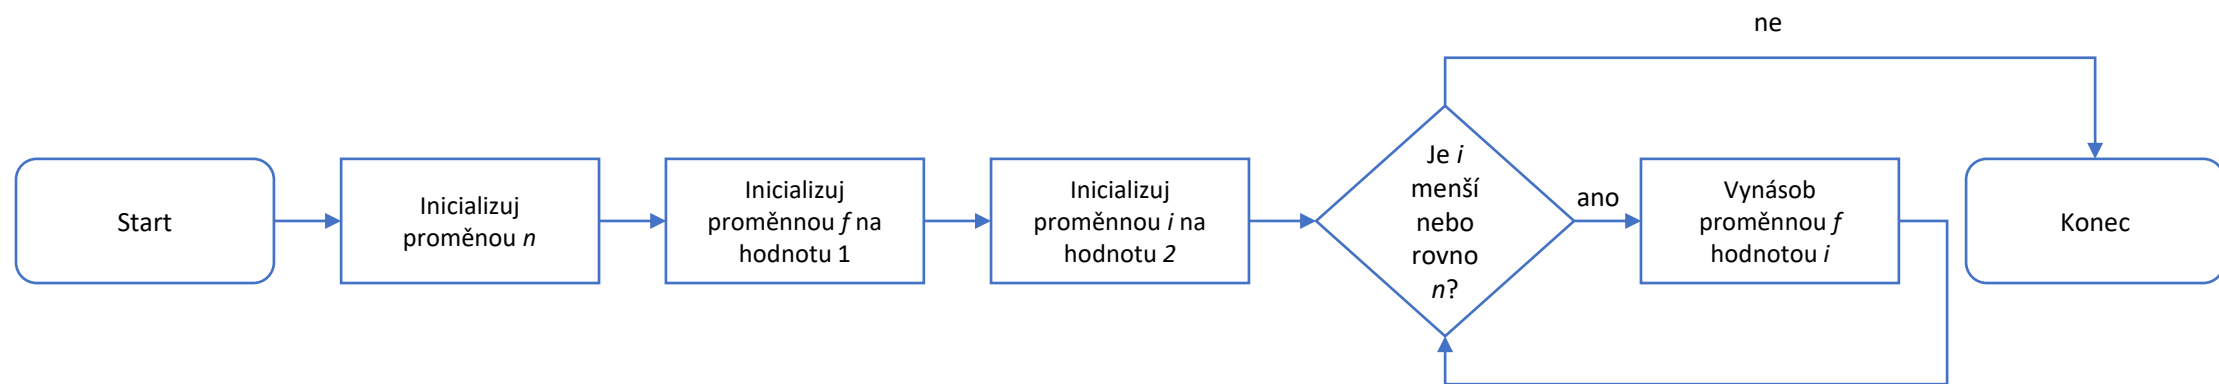 ne
Start
Inicializuj
proměnou n
Inicializuj
proměnnou f na
hodnotu 1
Inicializuj
proměnnou i na
hodnotu 2
Je i
menší
nebo
rovno
n?
ano
Vynásob
proměnnou f
hodnotou i
Konec